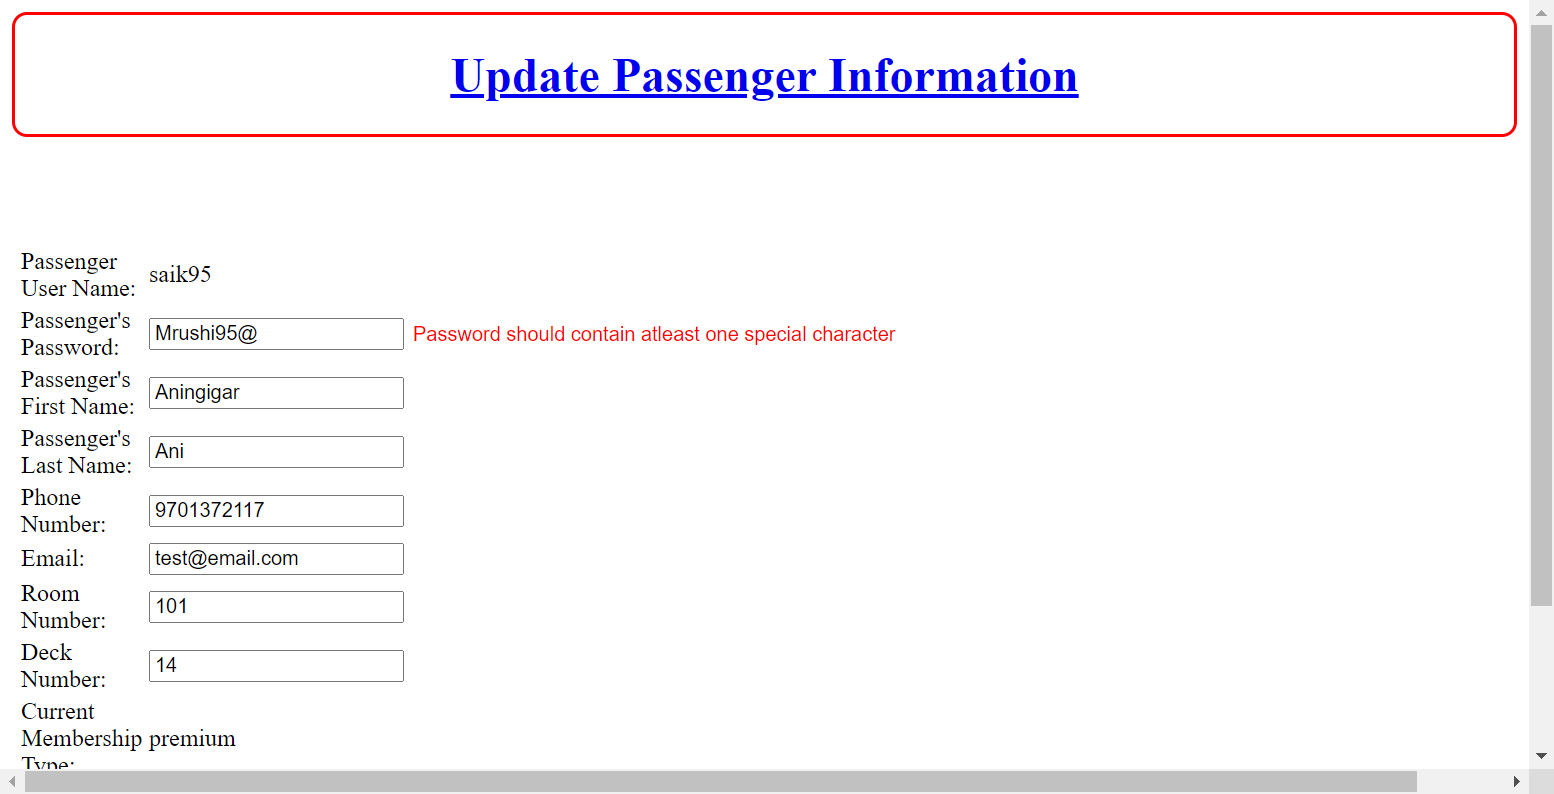 Update Passenger Information
Passenger
User Name:
saik95
Passenger's
Password:
Mrushi95@
Password should contain atleast one special character
Passenger's
First Name:
Aningigar
Passenger's
Last Name:
Ani
Phone
Number:
9701372117
Email:
test@email.com
Room
Number:
101
Deck
Number:
14
Current
Membership
Type:
premium